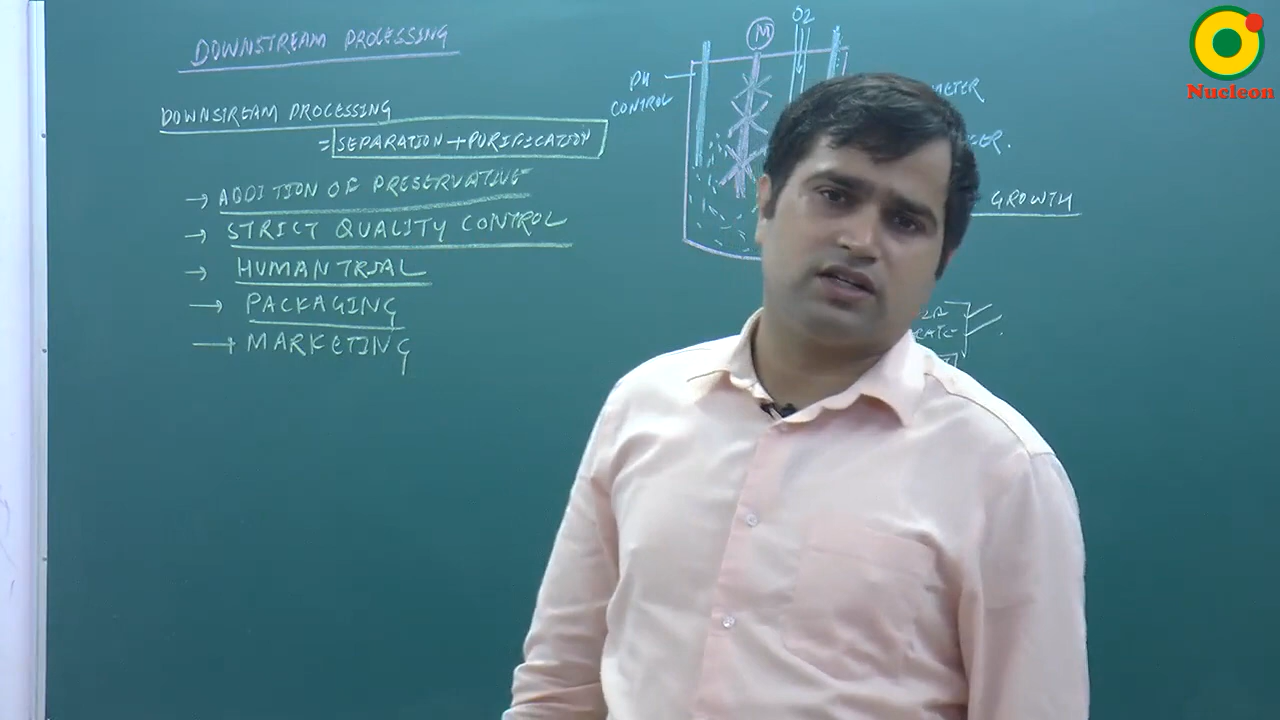 DOWNSTREAM PROCESSING
DOWNSTREAM PROCESSING
= SEPARATION + PURIFICATION
→ ADDITION OF PRESERVATIVE
→ STRICT QUALITY CONTROL
→ HUMAN TRIAL
→ PACKAGING
→ MARKETING
PH
CONTROL
M
O2
METER
CER.
GROWTH
Nucleon